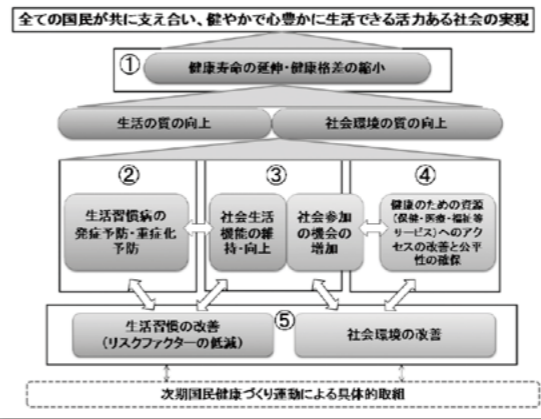 全ての国民が共に支え合い、健やかで心豊かに生活できる活力ある社会の実現
①
健康寿命の延伸・健康格差の縮小
生活の質の向上
社会環境の質の向上
②
生活習慣病の
発症予防・重症化
予防
③
社会生活
機能の維
持・向上
社会参加
の機会の
増加
④
健康のための資源
(保健・医療・福祉等
サービス)へのアク
セスの改善と公平
性の確保
⑤
生活習慣の改善
(リスクファクターの低減)
社会環境の改善
次期国民健康づくり運動による具体的取組